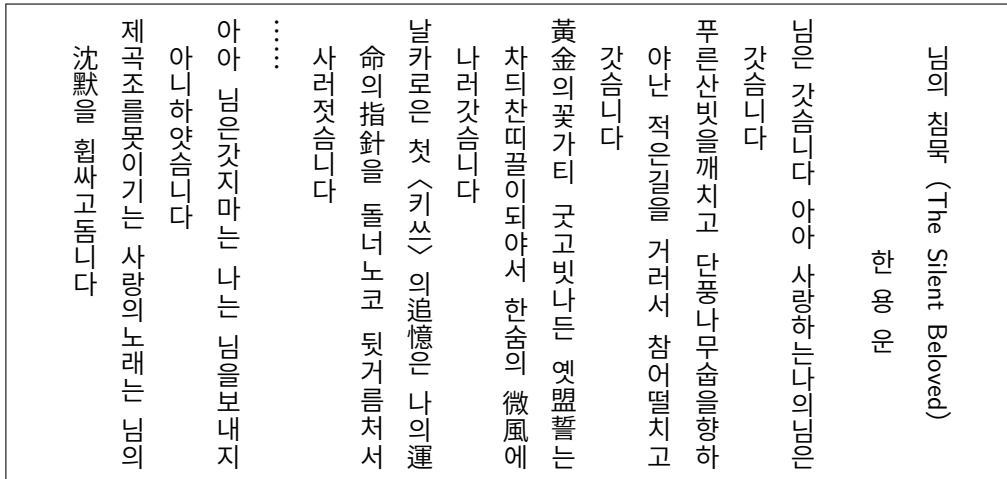 님의 침묵 (The Silent Beloved)
한 용 운
님은 갓슴니다 아아 사랑하는나의님은
갓슴니다
푸른산빗을깨치고 단풍나무숩을향하
야난 적은길을 거러서 참어떨치고
갓슴니다
黃金의꽃가티 굿고빗나든 옛盟誓는
차듸찬띠끌이되야서 한숨의 微風에
나러갓슴니다
날카로은 첫 〈키쓰〉의追憶은 나의運
命의指針을 돌너노코 뒷거름처서
사러젓슴니다
……
아아 님은갓지마는 나는 님을보내지
아니하얏슴니다
제곡조를못이기는 사랑의노래는 님의
沈默을 휩싸고돔니다